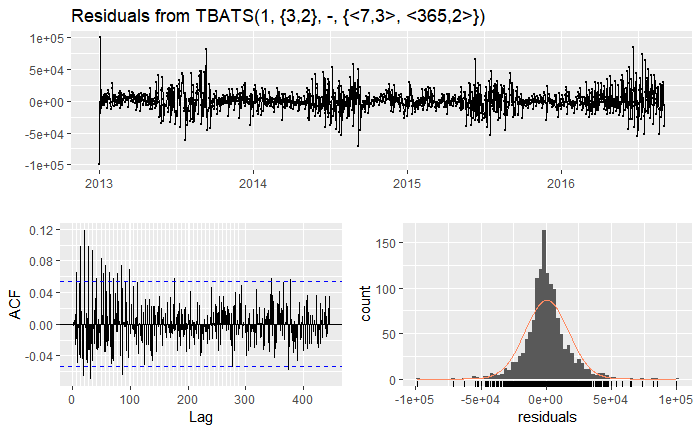 Residuals from TBATS(1, {3,2}, -, {<7,3>, <365,2>})
1e+05
5e+04
0e+00
-5e+04
-1e+05
2013 2014 2015 2016
ACF
0.12
0.08
0.04
0.00
-0.04
0 100 200 300 400
Lag
count
150
100
50
0
-1e+05 -5e+04 0e+00 5e+04 1e+05
residuals